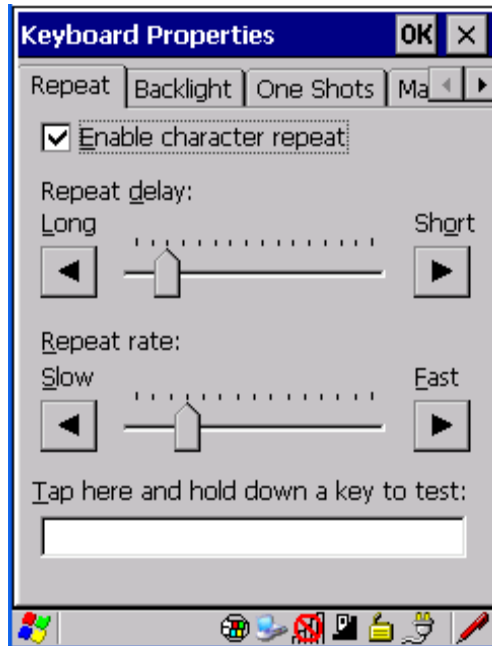 Keyboard Properties OK ×
Repeat Backlight One Shots Ma
Enable character repeat
Repeat delay:
Long Short
Repeat rate:
Slow Fast
Tap here and hold down a key to test: